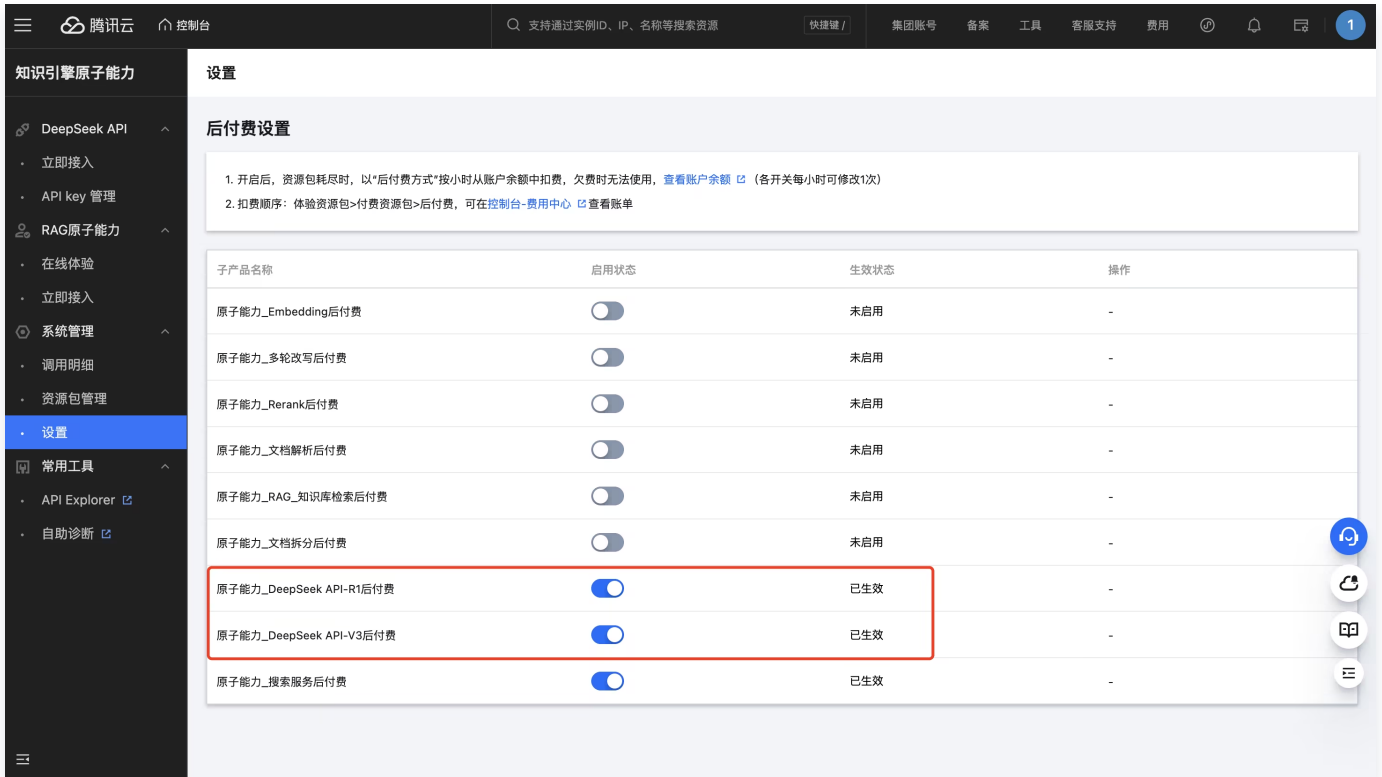 腾讯云 控制台 支持通过实例ID、IP、名称等搜索资源 快捷键 / 集团账号 备案 工具 客服支持 费用 1
知识引擎原子能力
DeepSeek API
立即接入
API key 管理
RAG原子能力
在线体验
立即接入
系统管理
调用明细
资源包管理
设置
常用工具
API Explorer
自助诊断
设置
后付费设置
1. 开启后，资源包耗尽时，以“后付费方式”按小时从账户余额中扣费，欠费时无法使用，查看账户余额 （各开关每小时可修改1次）
2. 扣费顺序：体验资源包>付费资源包>后付费，可在控制台-费用中心 查看账单
子产品名称 启用状态 生效状态 操作
原子能力_Embedding后付费 未启用 -
原子能力_多轮改写后付费 未启用 -
原子能力_Rerank后付费 未启用 -
原子能力_文档解析后付费 未启用 -
原子能力_RAG_知识库检索后付费 未启用 -
原子能力_文档拆分后付费 未启用 -
原子能力_DeepSeek API-R1后付费 已生效 -
原子能力_DeepSeek API-V3后付费 已生效 -
原子能力_搜索服务后付费 已生效 -